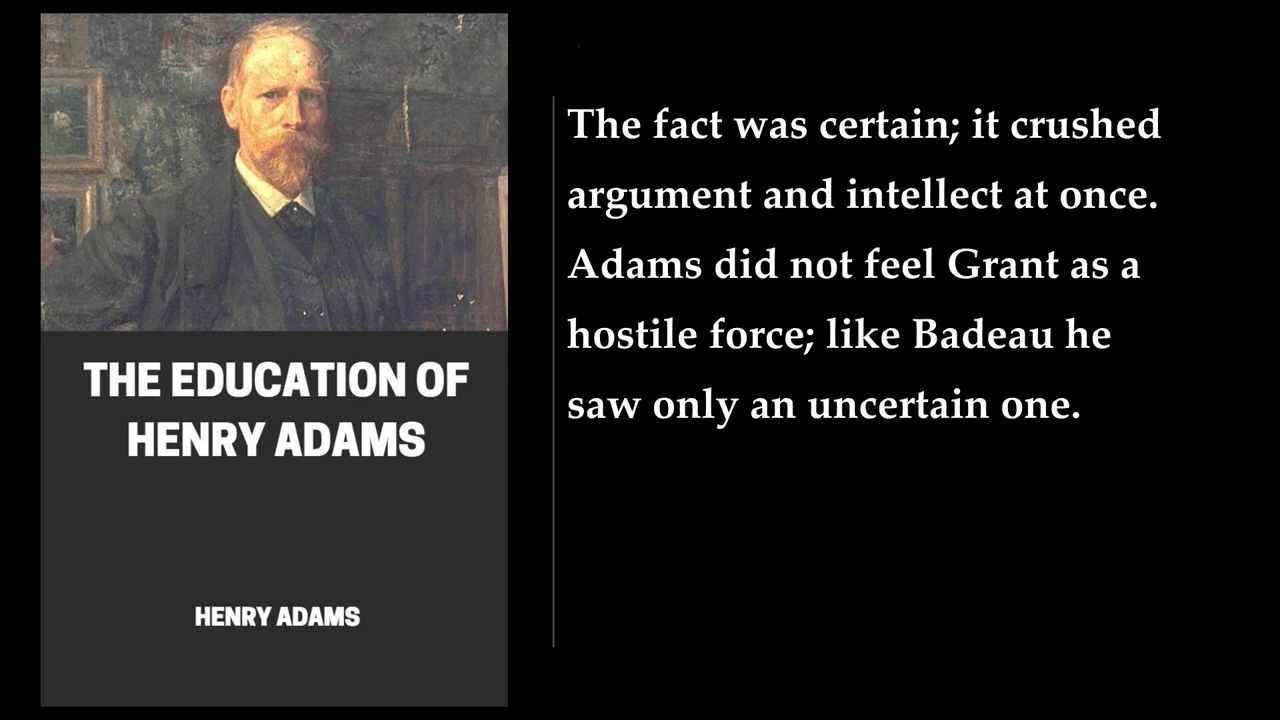 THE EDUCATION OF
HENRY ADAMS
HENRY ADAMS
The fact was certain; it crushed
argument and intellect at once.
Adams did not feel Grant as a
hostile force; like Badeau he
saw only an uncertain one.